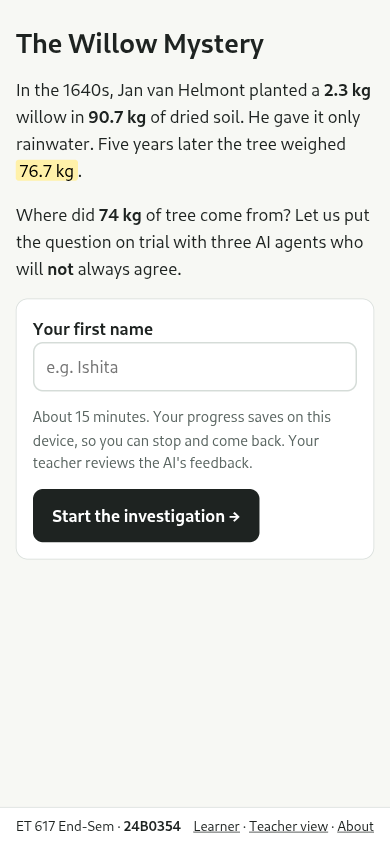 The Willow Mystery
In the 1640s, Jan van Helmont planted a 2.3 kg
willow in 90.7 kg of dried soil. He gave it only
rainwater. Five years later the tree weighed
76.7 kg .
Where did 74 kg of tree come from? Let us put
the question on trial with three AI agents who
will not always agree.
Your first name
e.g. Ishita
About 15 minutes. Your progress saves on this
device, so you can stop and come back. Your
teacher reviews the AI's feedback.
Start the investigation →
ET 617 End-Sem · 24B0354 Learner · Teacher view · About